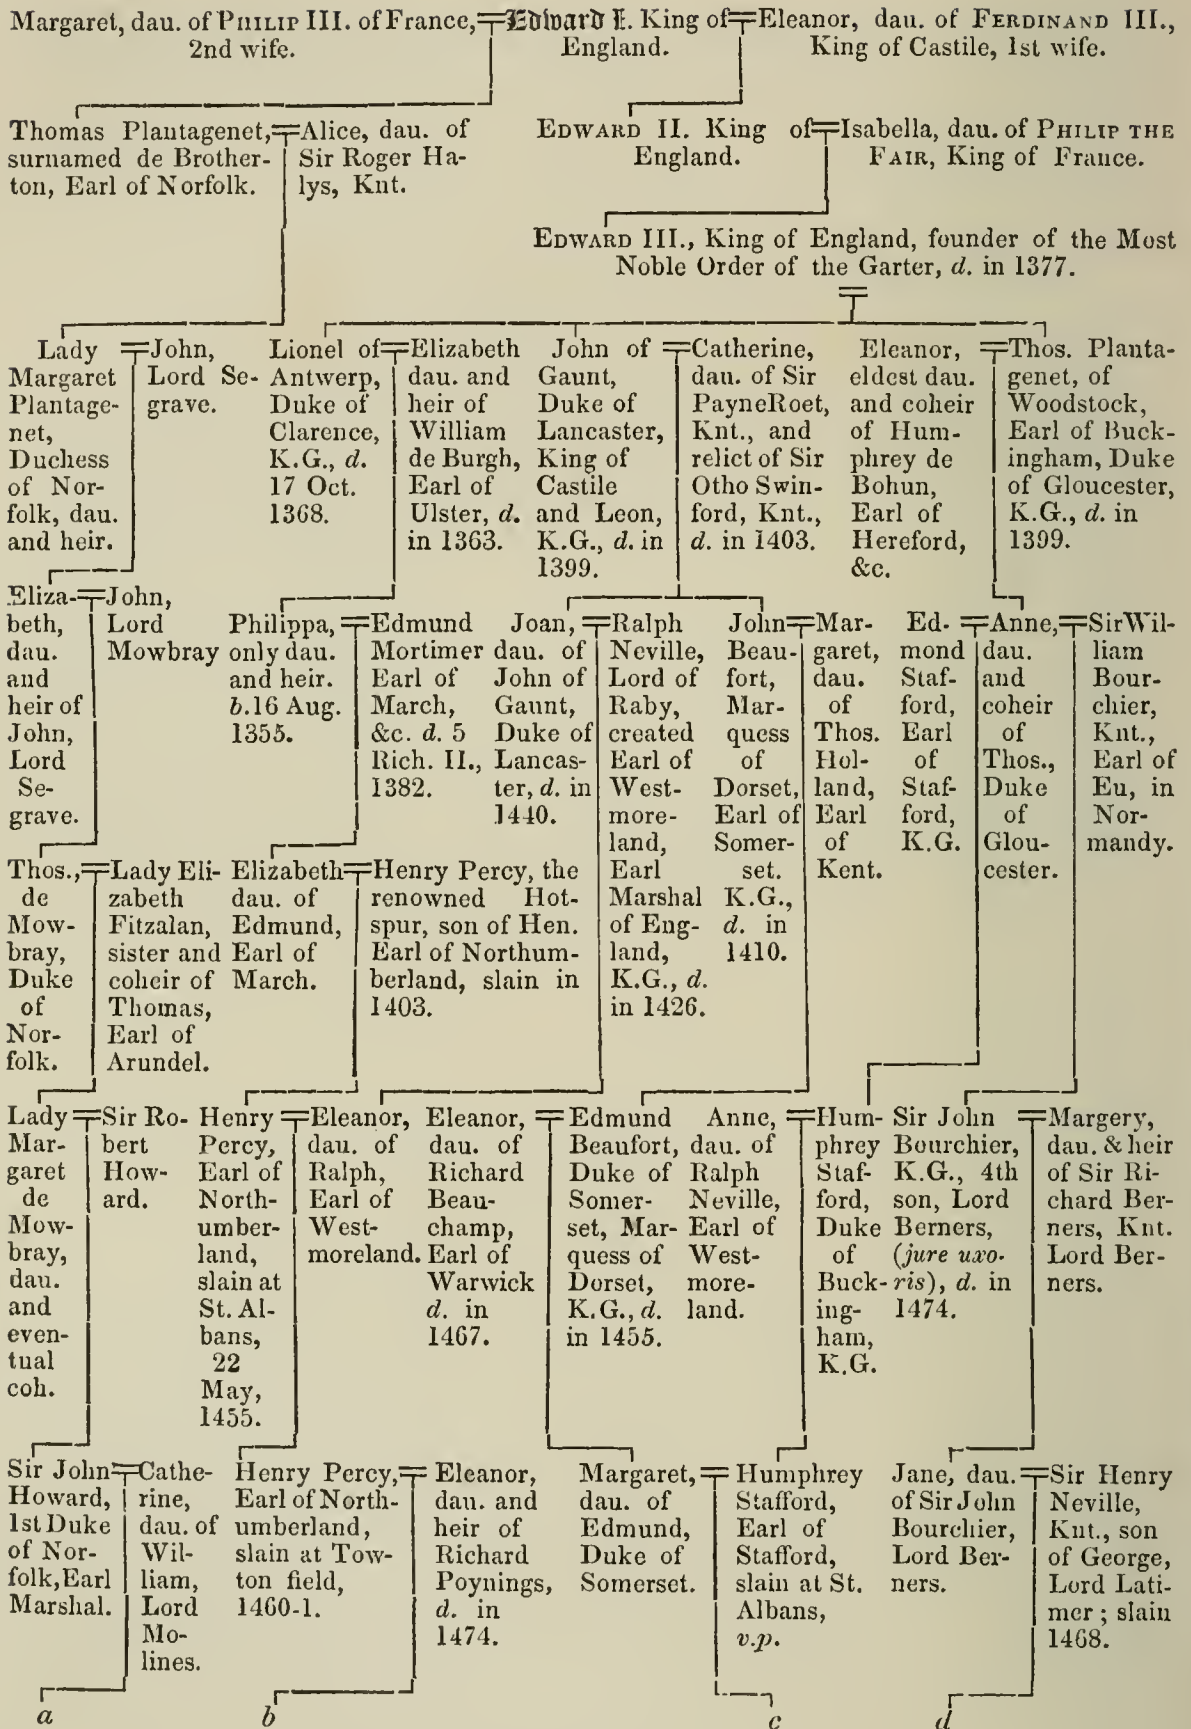 Margaret, dau. of PHILIP III. of France,
2nd wife.
Edward I. King of
England.
Eleanor, dau. of FERDINAND III.,
King of Castile, 1st wife.
Thomas Plantagenet,
surnamed de Brother-
ton, Earl of Norfolk.
Alice, dau. of
Sir Roger Ha-
lys, Knt.
EDWARD II. King of
England.
Isabella, dau. of PHILIP THE
FAIR, King of France.
EDWARD III., King of England, founder of the Most
Noble Order of the Garter, d. in 1377.
Lady
Margaret
Plantage-
net,
Duchess
of Nor-
folk, dau.
and heir.
John,
Lord Se-
grave.
Lionel of
Antwerp,
Duke of
Clarence,
K.G., d.
17 Oct.
1368.
Elizabeth
dau. and
heir of
William
de Burgh,
Earl of
Ulster, d.
in 1363.
John of
Gaunt,
Duke of
Lancaster,
King of
Castile
and Leon,
K.G., d. in
1399.
Catherine,
dau. of Sir
PayneRoet,
Knt., and
relict of Sir
Otho Swin-
ford, Knt.,
d. in 1403.
Eleanor,
eldest dau.
and coheir
of Hum-
phrey de
Bohun,
Earl of
Hereford,
&c.
Thos. Planta-
genet, of
Woodstock,
Earl of Buck-
ingham, Duke
of Gloucester,
K.G., d. in
1399.
Eliza-
beth,
dau.
and
heir of
John,
Lord
Se-
grave.
John,
Lord
Mowbray
Philippa,
only dau.
and heir.
b.16 Aug.
1355.
Edmund
Mortimer
Earl of
March,
&c. d. 5
Rich. II.,
1382.
Joan,
dau. of
John of
Gaunt,
Duke of
Lancas-
ter, d. in
1440.
Ralph
Neville,
Lord of
Raby,
created
Earl of
West-
more-
land,
Earl
Marshal
of Eng-
land,
K.G., d.
in 1426.
John
Beau-
fort,
Mar-
quess
of
Dorset,
Earl of
Somer-
set.
K.G.,
d. in
1410.
Mar-
garet,
dau.
of
Thos.
Hol-
land,
Earl
of
Kent.
Ed-
mond
Staf-
ford,
Earl
of
Staf-
ford,
K.G.
Anne,
dau.
and
coheir
of
Thos.,
Duke
of
Glou-
cester.
SirWil-
liam
Bour-
chier,
Knt.,
Earl of
Eu, in
Nor-
mandy.
Thos.,
de
Mow-
bray,
Duke
of
Nor-
folk.
Lady Eli-
zabeth
Fitzalan,
sister and
coheir of
Thomas,
Earl of
Arundel.
Elizabeth
dau. of
Edmund,
Earl of
March.
Henry Percy, the
renowned Hot-
spur, son of Hen.
Earl of Northum-
berland, slain in
1403.
Lady
Mar-
garet
de
Mow-
bray,
dau.
and
even-
tual
coh.
Sir Ro-
bert
How-
ard.
Henry
Percy,
Earl of
North-
umber-
land,
slain at
St. Al-
bans,
22
May,
1455.
Eleanor,
dau. of
Ralph,
Earl of
West-
moreland.
Eleanor,
dau. of
Richard
Beau-
champ,
Earl of
Warwick
d. in
1467.
Edmund
Beaufort,
Duke of
Somer-
set, Mar-
quess of
Dorset,
K.G., d.
in 1455.
Anne,
dau. of
Ralph
Neville,
Earl of
West-
more-
land.
Hum-
phrey
Staf-
ford,
Duke
of
Buck-
ing-
ham,
K.G.
Sir John
Bourchier,
K.G., 4th
son, Lord
Berners,
(jure uxo-
ris), d. in
1474.
Margery,
dau. & heir
of Sir Ri-
chard Ber-
ners, Knt.
Lord Ber-
ners.
Sir John
Howard,
1st Duke
of Nor-
folk, Earl
Marshal.
Cathe-
rine,
dau. of
Wil-
liam,
Lord
Mo-
lines.
Henry Percy,
Earl of North-
umberland,
slain at Tow-
ton field,
1460-1.
Eleanor,
dau. and
heir of
Richard
Poynings,
d. in
1474.
Margaret,
dau. of
Edmund,
Duke of
Somerset.
Humphrey
Stafford,
Earl of
Stafford,
slain at St.
Albans,
v.p.
Jane, dau.
of Sir John
Bourchier,
Lord Ber-
ners.
Sir Henry
Neville,
Knt., son
of George,
Lord Lati-
mer; slain
1468.
a
b
c
d